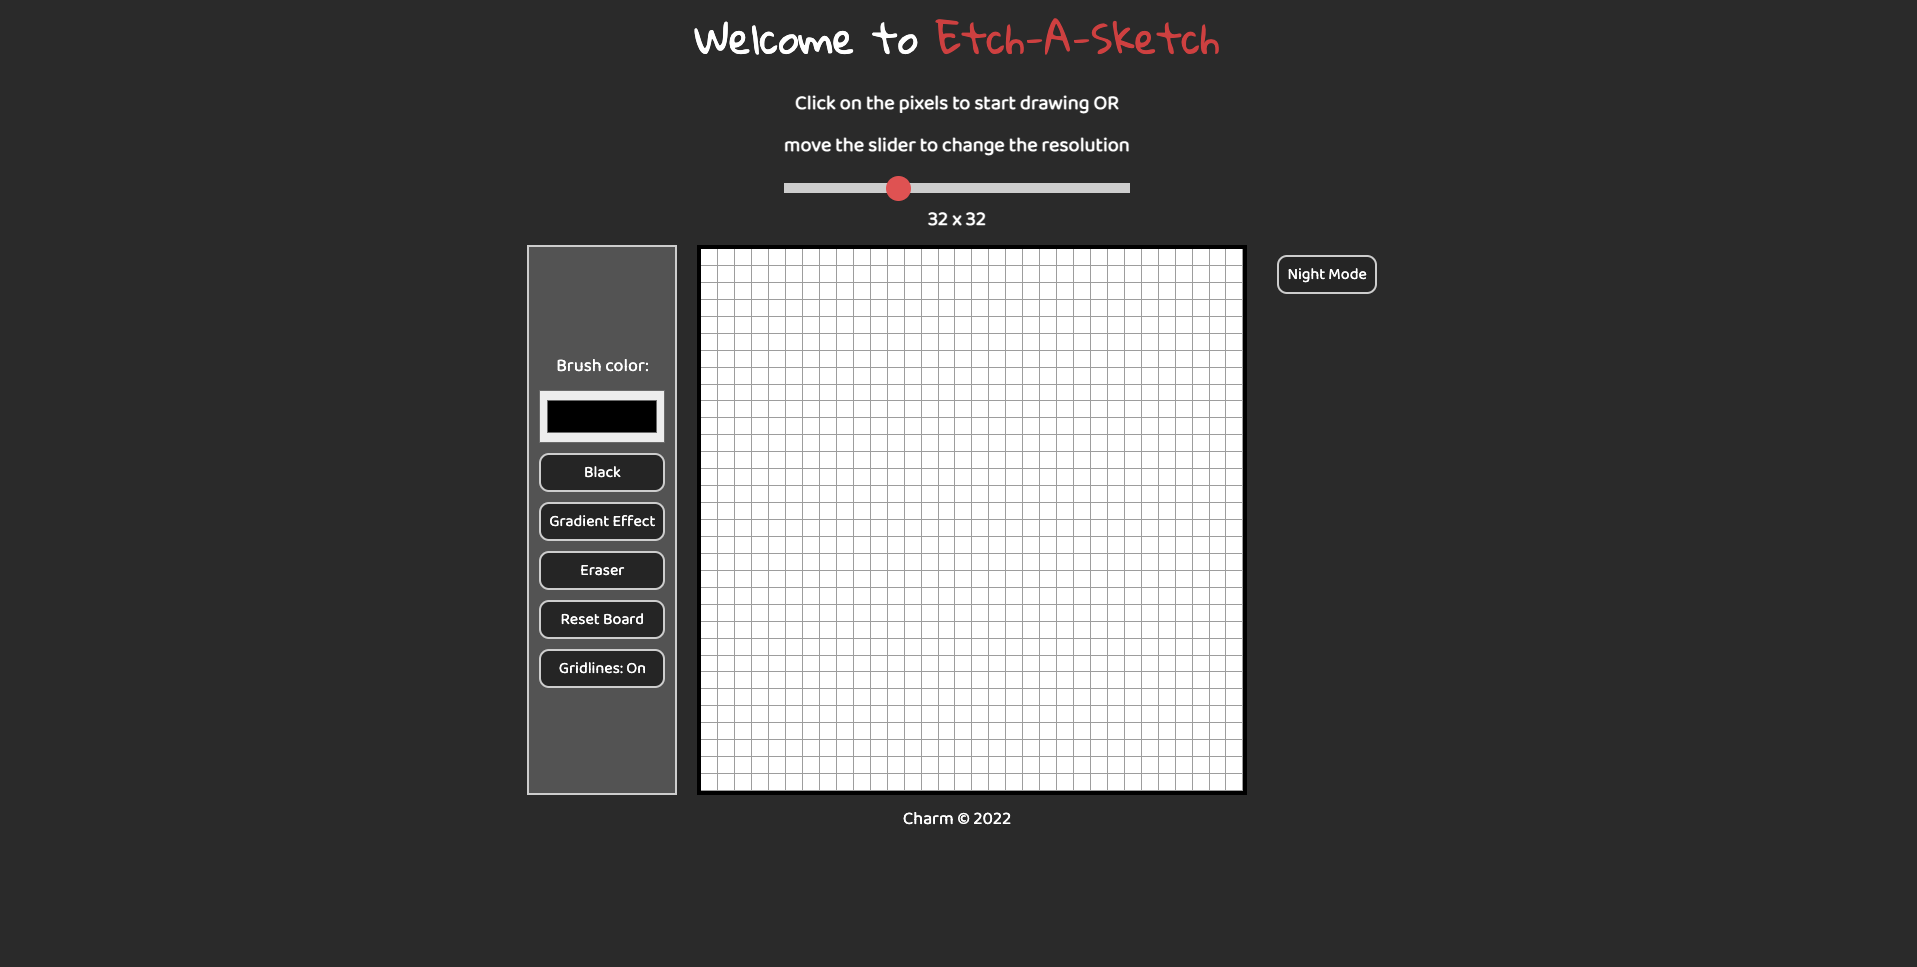 Welcome to Etch-A-Sketch
Click on the pixels to start drawing OR
move the slider to change the resolution
32 x 32
Night Mode
Brush color:
Black
Gradient Effect
Eraser
Reset Board
Gridlines: On
Charm © 2022